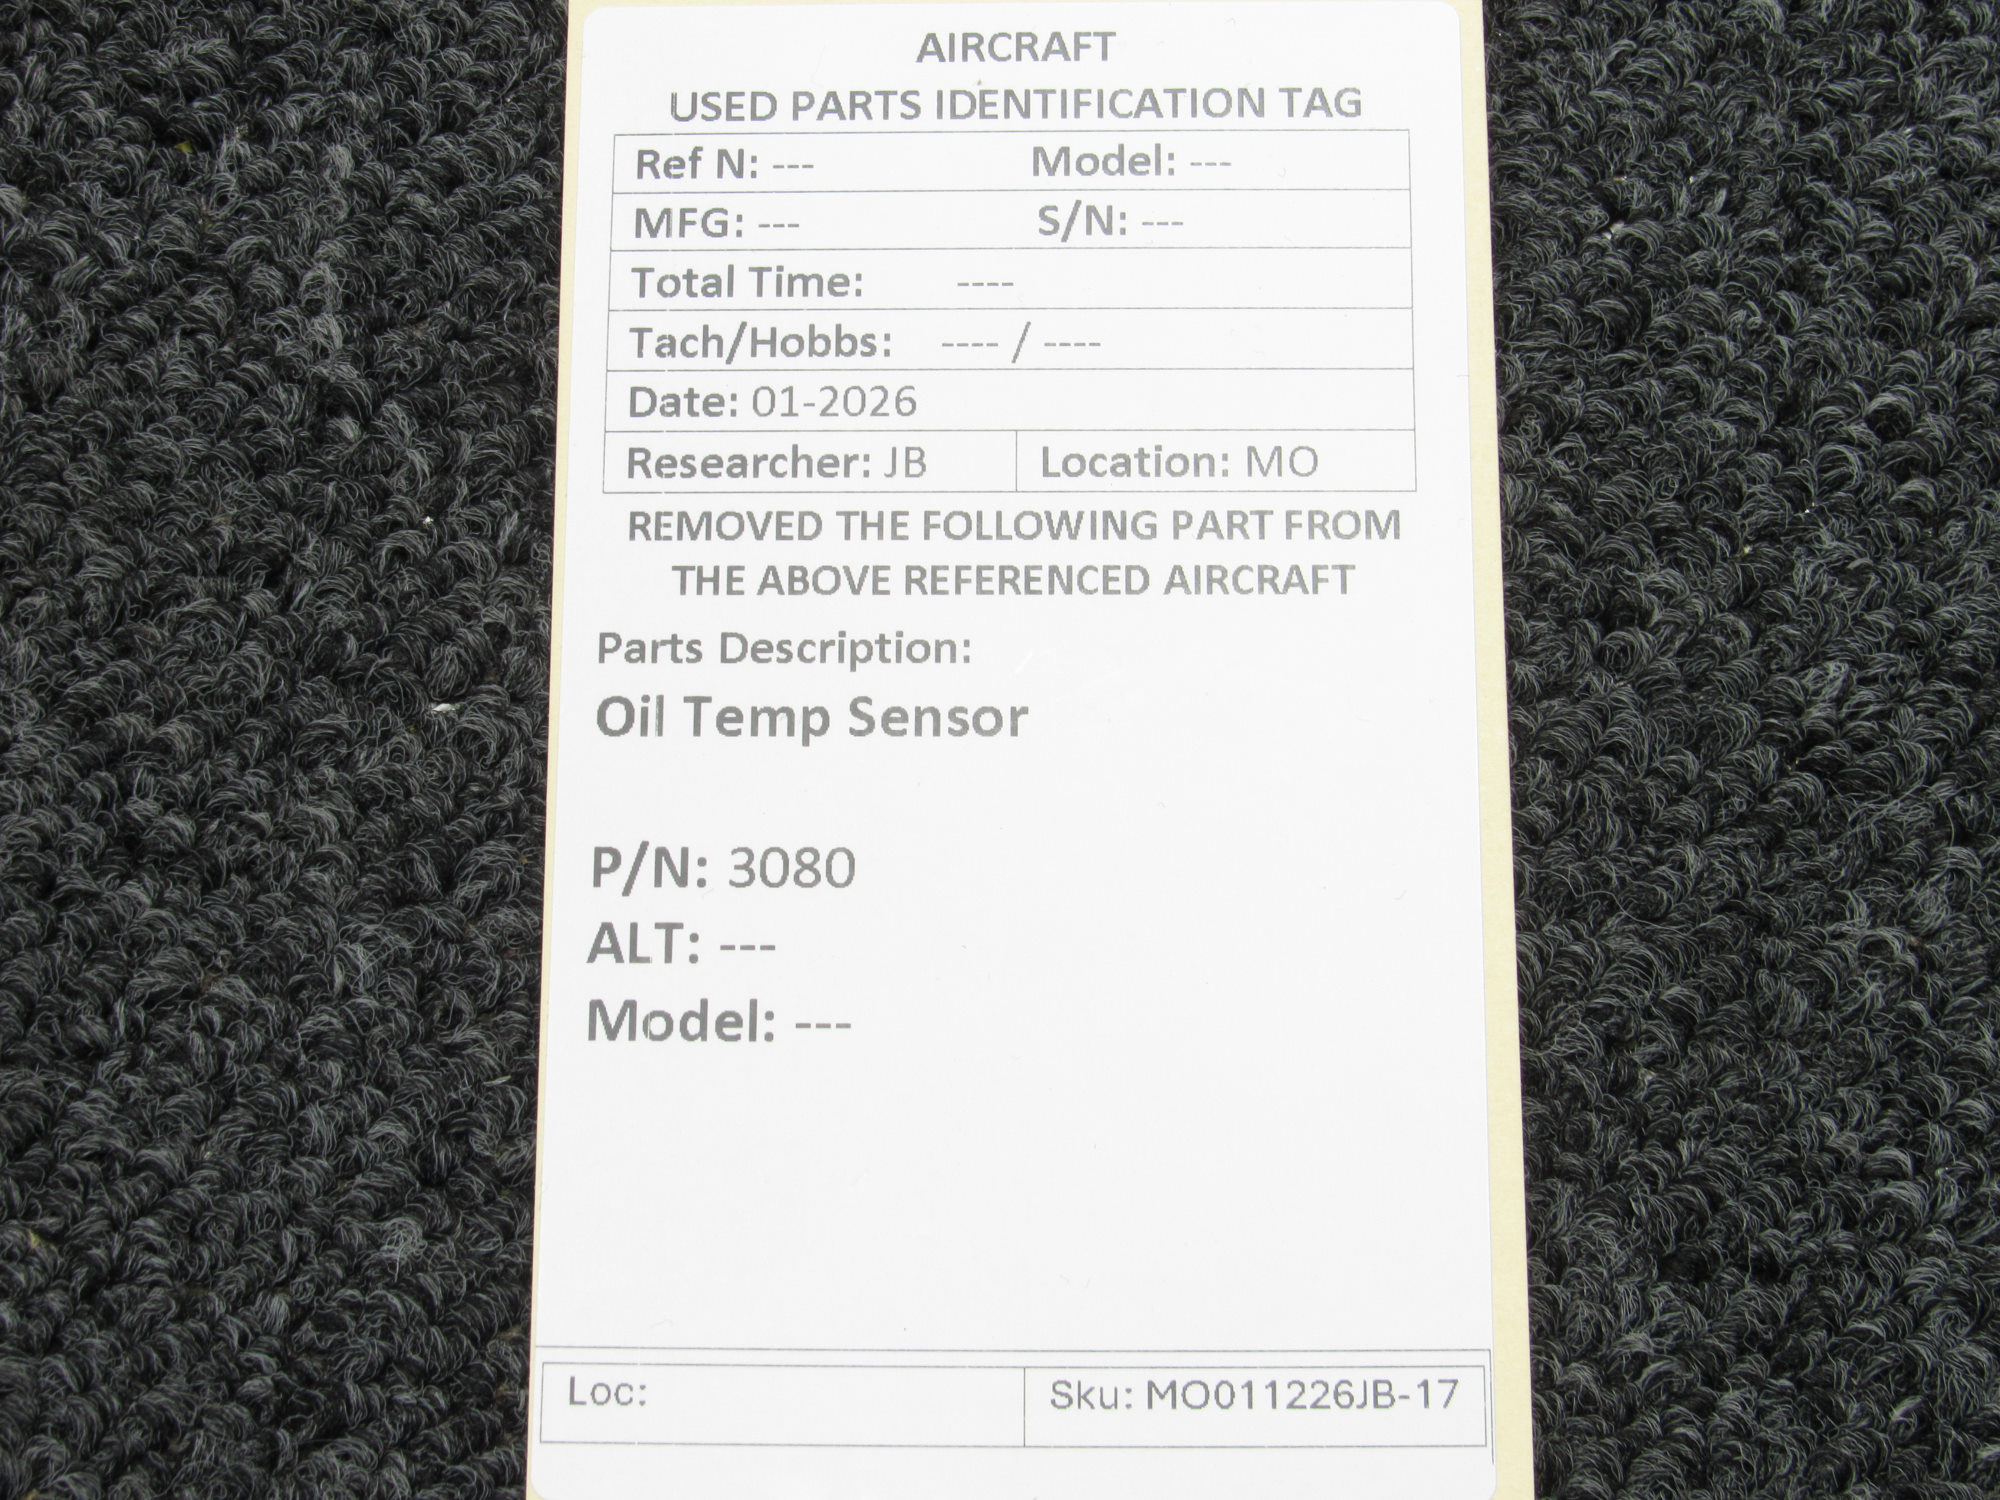 AIRCRAFT
USED PARTS IDENTIFICATION TAG
Ref N: --- Model: ---
MFG: --- S/N: ---
Total Time: ----
Tach/Hobbs: ---- / ----
Date: 01-2026
Researcher: JB Location: MO
REMOVED THE FOLLOWING PART FROM
THE ABOVE REFERENCED AIRCRAFT
Parts Description:
Oil Temp Sensor
P/N: 3080
ALT: ---
Model: ---
Loc: Sku: MO011226JB-17